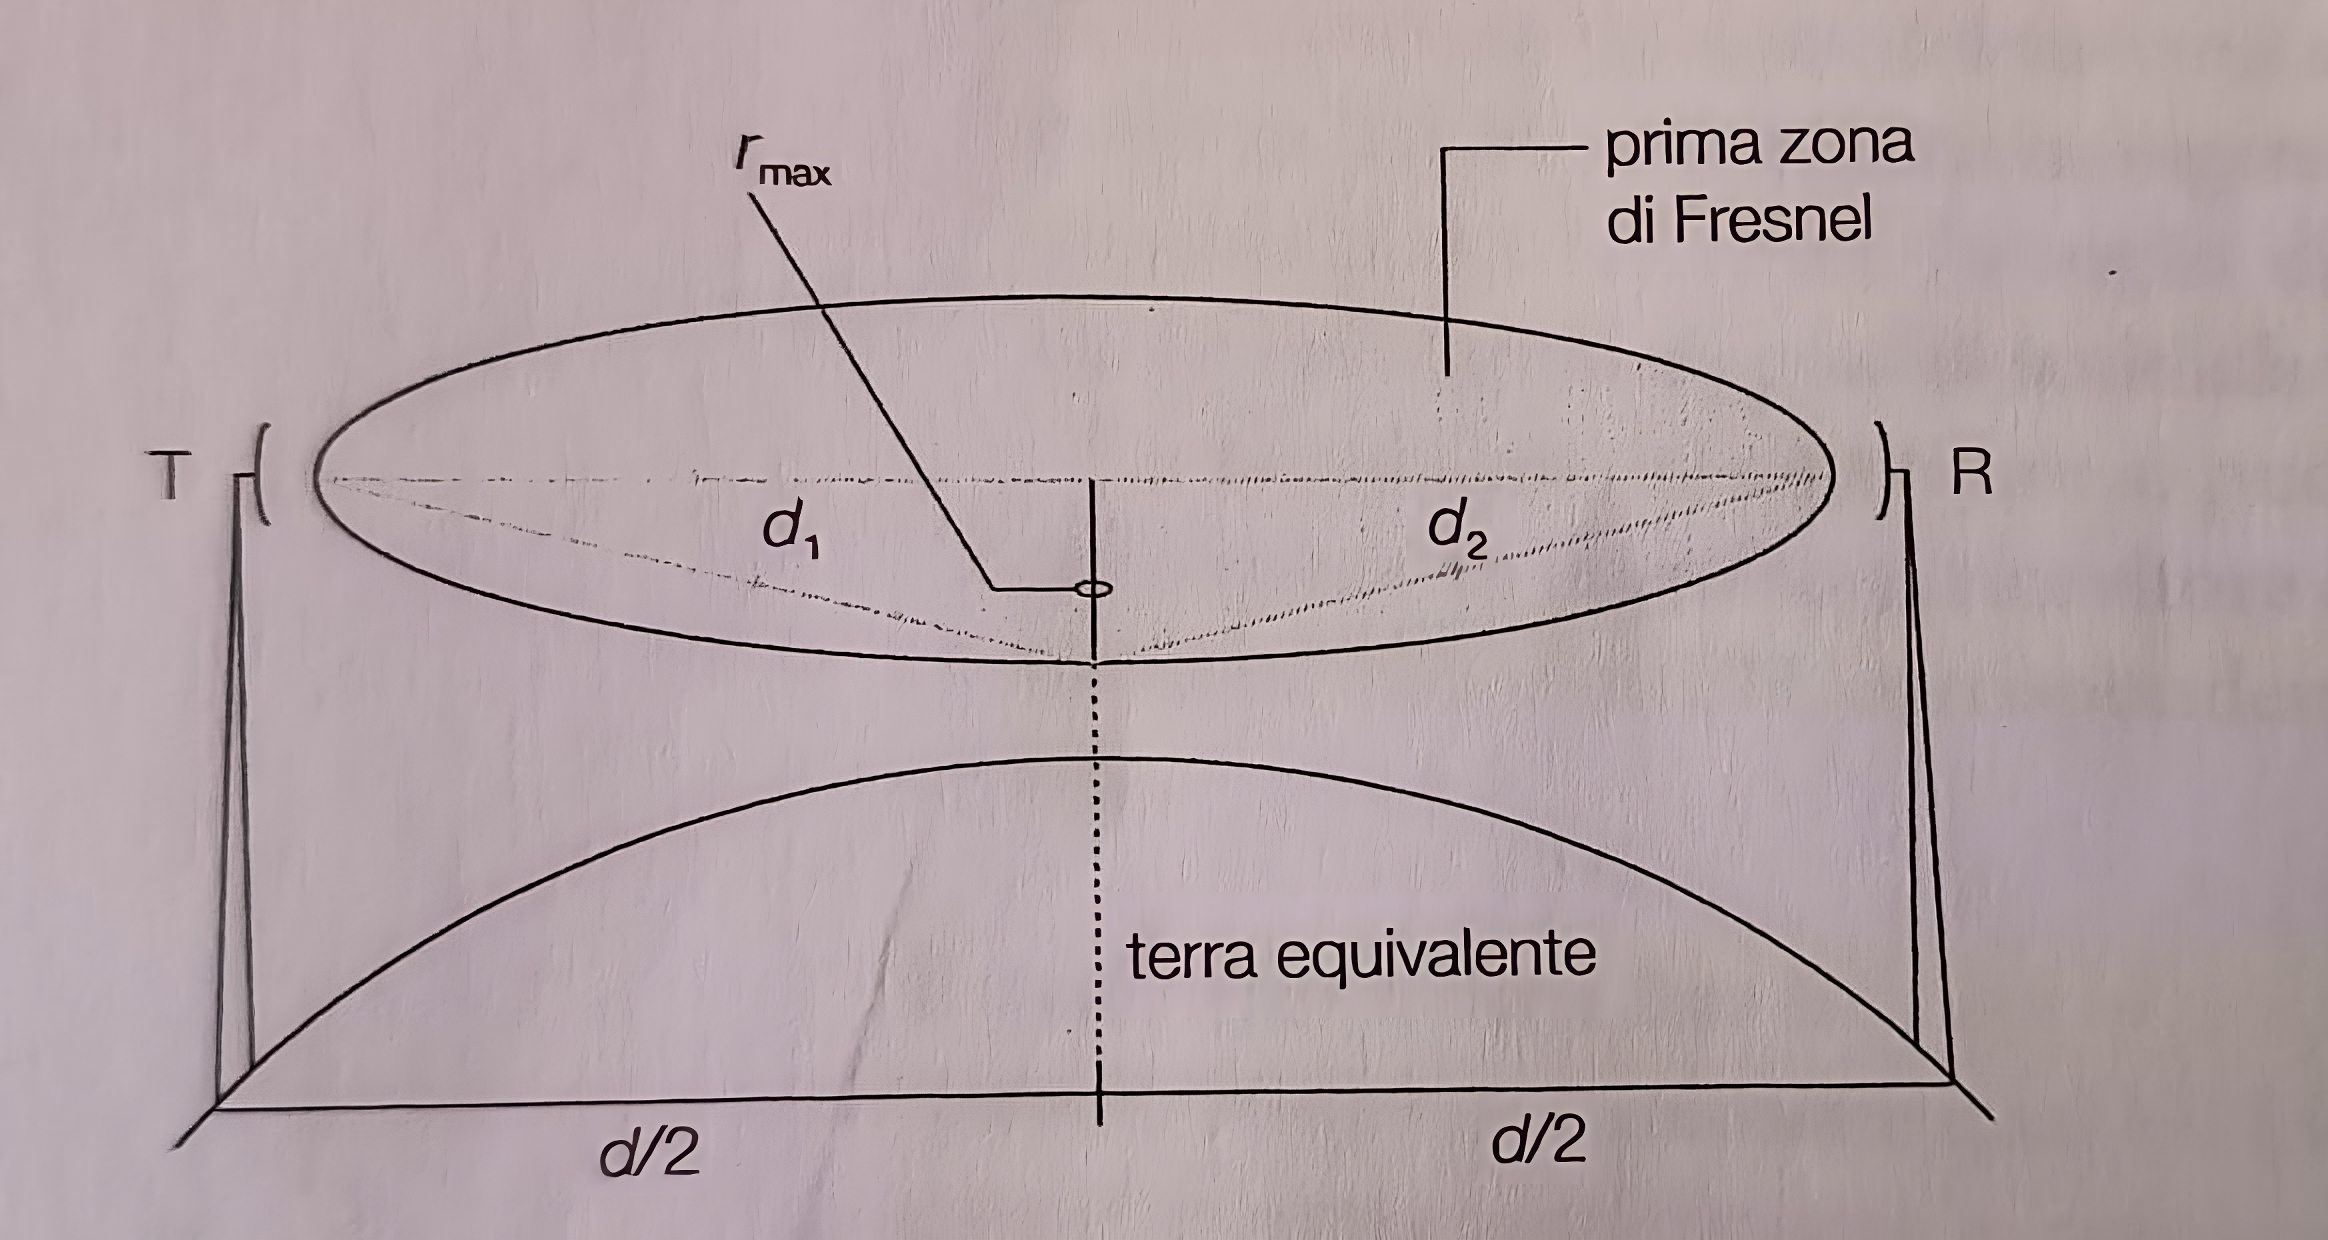 r max
prima zona
di Fresnel
T
R
d1
d2
terra equivalente
d/2
d/2